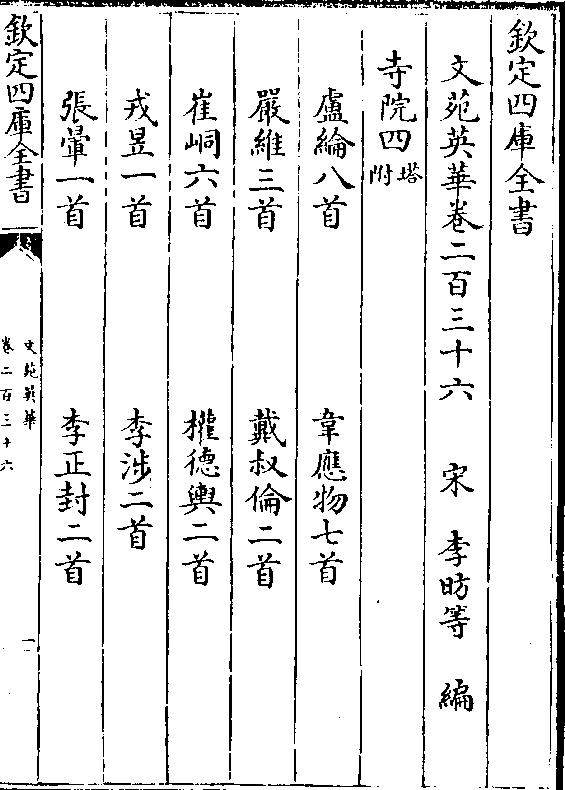 欽定四庫全書
文苑英華卷二百三十六 宋 李昉等 編
寺院四 塔附
盧綸八首 韋應物七首
嚴維三首 戴叔倫二首
崔峒六首 權德輿二首
戎昱一首 李涉二首
張暈一首 李正封二首
欽定四庫全書
文苑英華
卷二百三十六
一